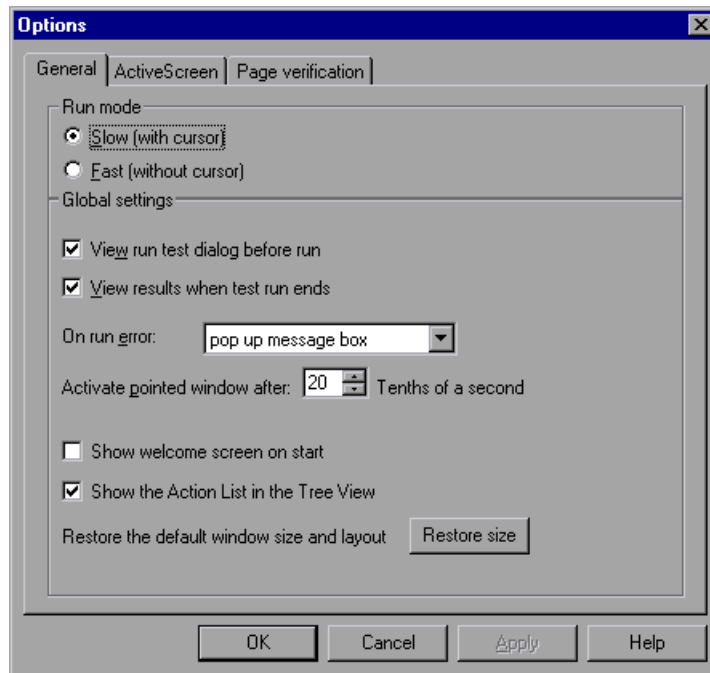 Options
General ActiveScreen Page verification
Run mode
Slow (with cursor)
Fast (without cursor)
Global settings
View run test dialog before run
View results when test run ends
On run error: pop up message box
Activate pointed window after: 20 Tenths of a second
Show welcome screen on start
Show the Action List in the Tree View
Restore the default window size and layout Restore size
OK Cancel Apply Help